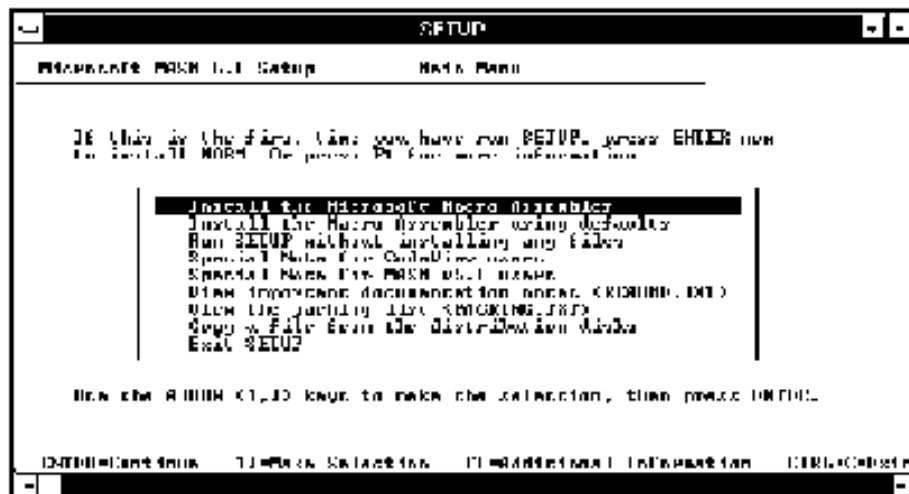 SETUP
Microsoft MASM 6.1 Setup Main Menu
If this is the first time you have run SETUP, press ENTER now
to install MASM. Or press F1 for more information.
Install the Microsoft Macro Assembler
Install the Macro Assembler using defaults
Run SETUP without installing any files
Special Note for CodeView users
Special Note for MASM v5.1 users
View important documentation notes (README.TXT)
View the packing list (PACKING.TXT)
Copy a file from the distribution disks
Exit SETUP
Use the ARROW keys to make the selection, then press ENTER.
ENTER=Continue Selection F1=Additional Information